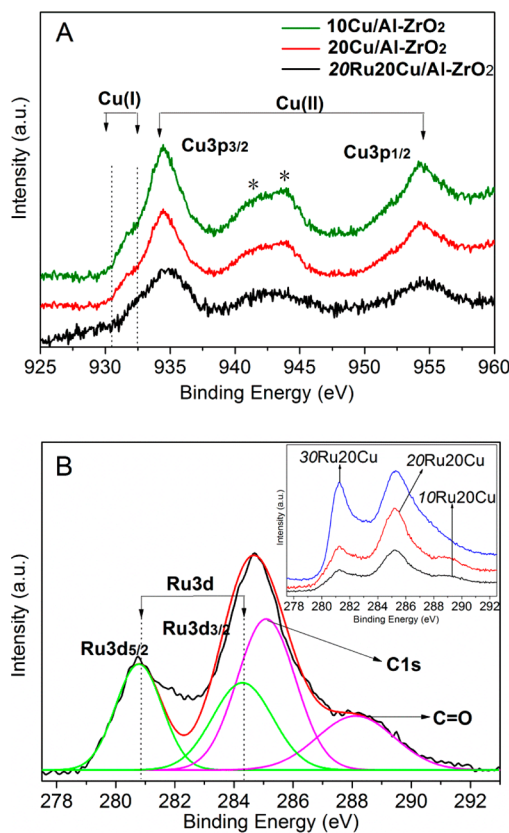 A
10Cu/Al-ZrO2
20Cu/Al-ZrO2
20Ru20Cu/Al-ZrO2
Cu(I)
Cu(II)
Cu3p3/2
* *
Cu3p1/2
Intensity (a.u.)
925 930 935 940 945 950 955 960
Binding Energy (eV)
B
30Ru20Cu
20Ru20Cu
10Ru20Cu
Intensity (a.u.)
278 280 282 284 286 288 290 292
Binding Energy (eV)
Ru3d
Ru3d5/2
Ru3d3/2
C1s
C=O
Intensity (a.u.)
278 280 282 284 286 288 290 292
Binding Energy (eV)